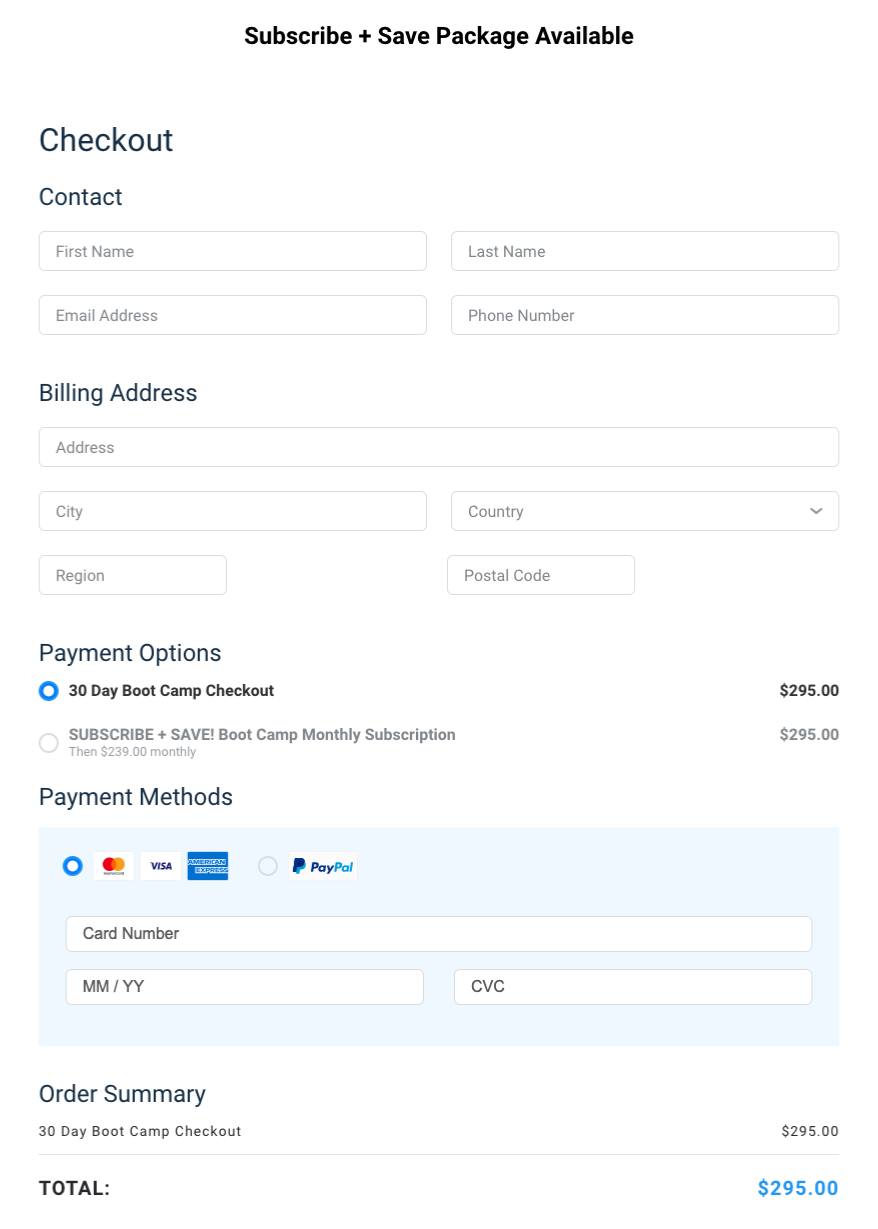 Subscribe + Save Package Available
Checkout
Contact
First Name Last Name
Email Address Phone Number
Billing Address
Address
City Country
Region Postal Code
Payment Options
30 Day Boot Camp Checkout $295.00
SUBSCRIBE + SAVE! Boot Camp Monthly Subscription $295.00
Then $239.00 monthly
Payment Methods
VISA AMERICAN EXPRESS PayPal
Card Number
MM / YY CVC
Order Summary
30 Day Boot Camp Checkout $295.00
TOTAL: $295.00